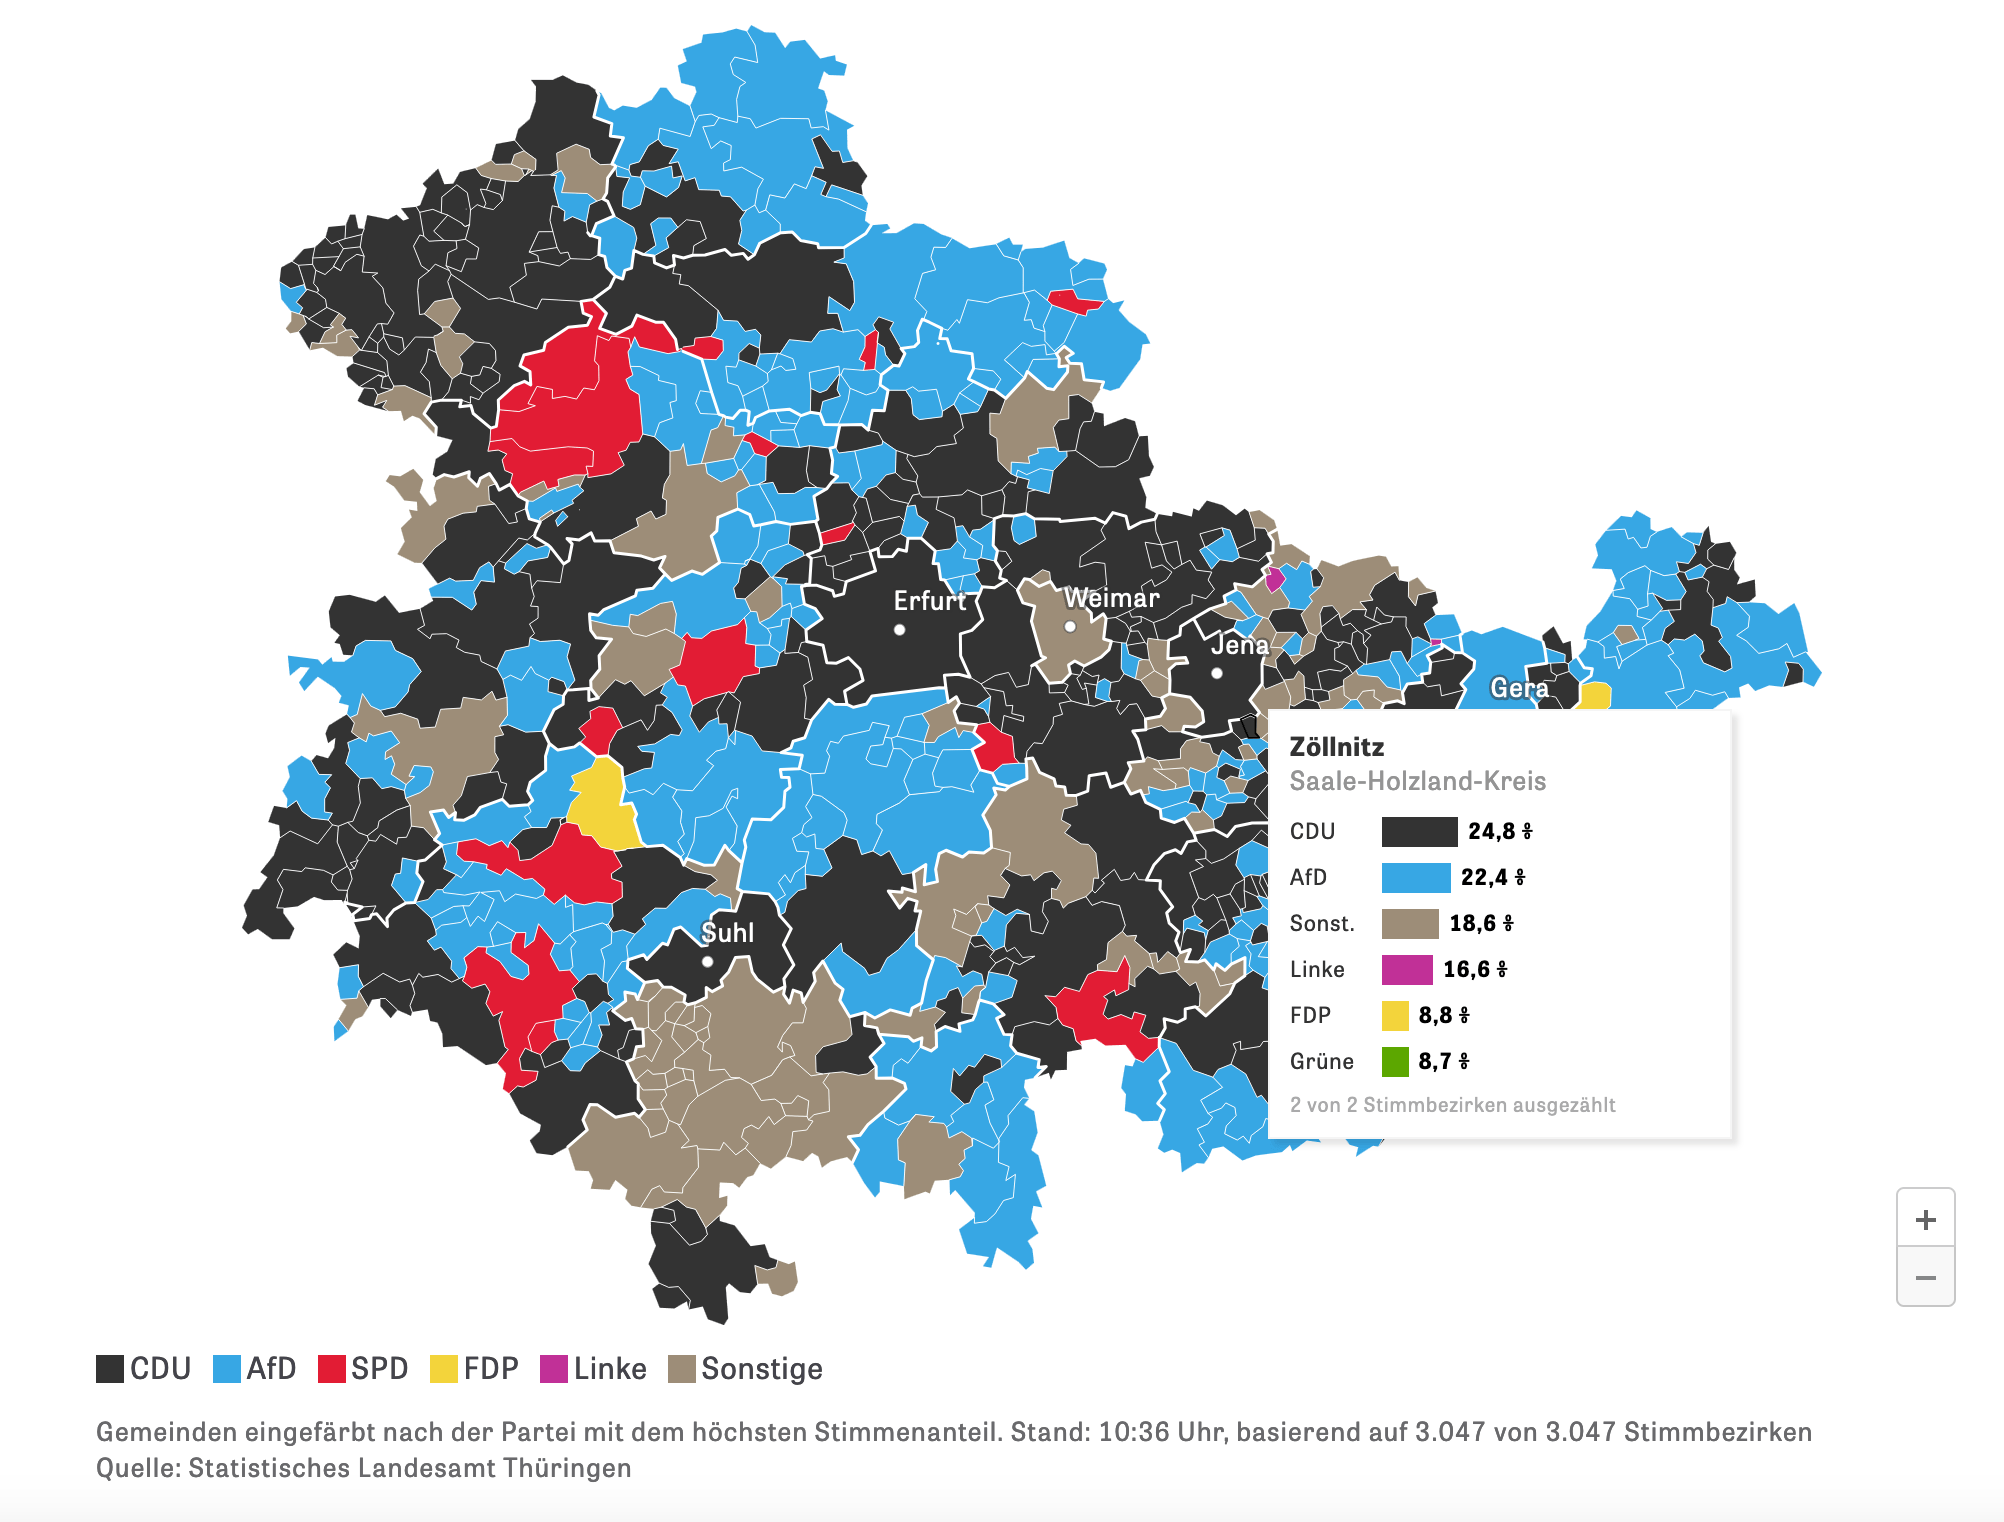 Erfurt
Weimar
Jena
Gera
Zöllnitz
Saale-Holzland-Kreis
CDU 24,8 %
AfD 22,4 %
Sonst. 18,6 %
Linke 16,6 %
FDP 8,8 %
Grüne 8,7 %
2 von 2 Stimmbezirken ausgezählt
Suhl
+
−
CDU AfD SPD FDP Linke Sonstige
Gemeinden eingefärbt nach der Partei mit dem höchsten Stimmenanteil. Stand: 10:36 Uhr, basierend auf 3.047 von 3.047 Stimmbezirken
Quelle: Statistisches Landesamt Thüringen